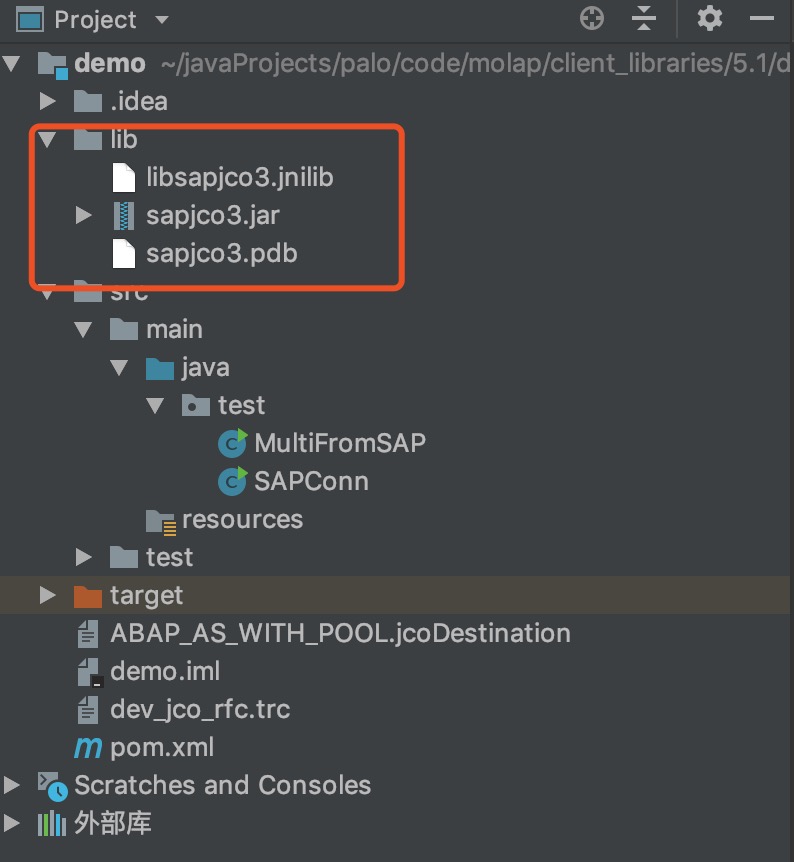 Project
demo ~/javaProjects/palo/code/molap/client_libraries/5.1/d
.idea
lib
libsapjco3.jnilib
sapjco3.jar
sapjco3.pdb
src
main
java
test
MultiFromSAP
SAPConn
resources
test
target
ABAP_AS_WITH_POOL.jcoDestination
demo.iml
dev_jco_rfc.trc
pom.xml
Scratches and Consoles
外部库